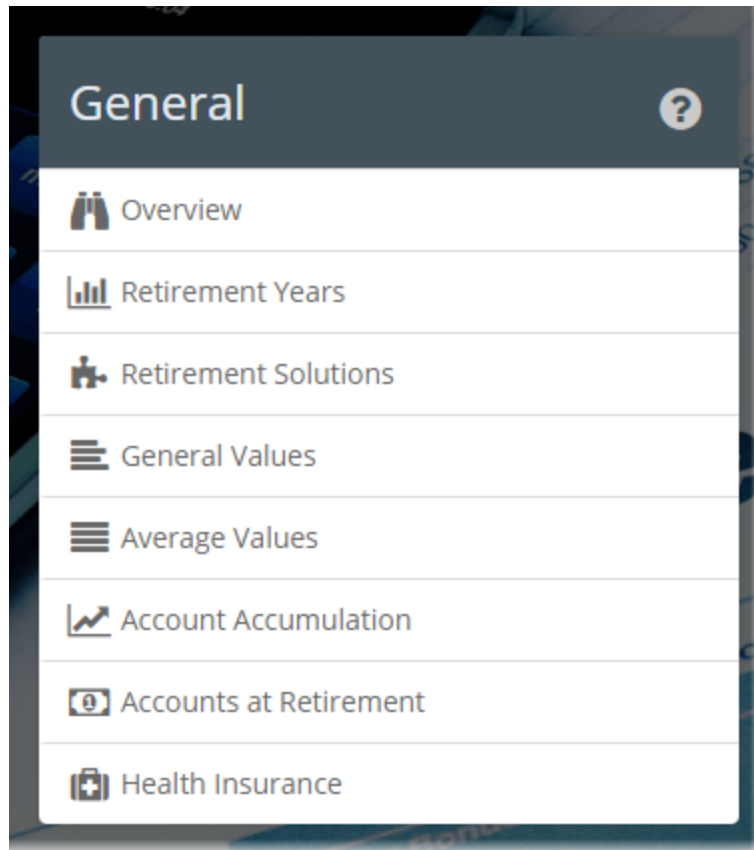 General
Overview
Retirement Years
Retirement Solutions
General Values
Average Values
Account Accumulation
Accounts at Retirement
Health Insurance